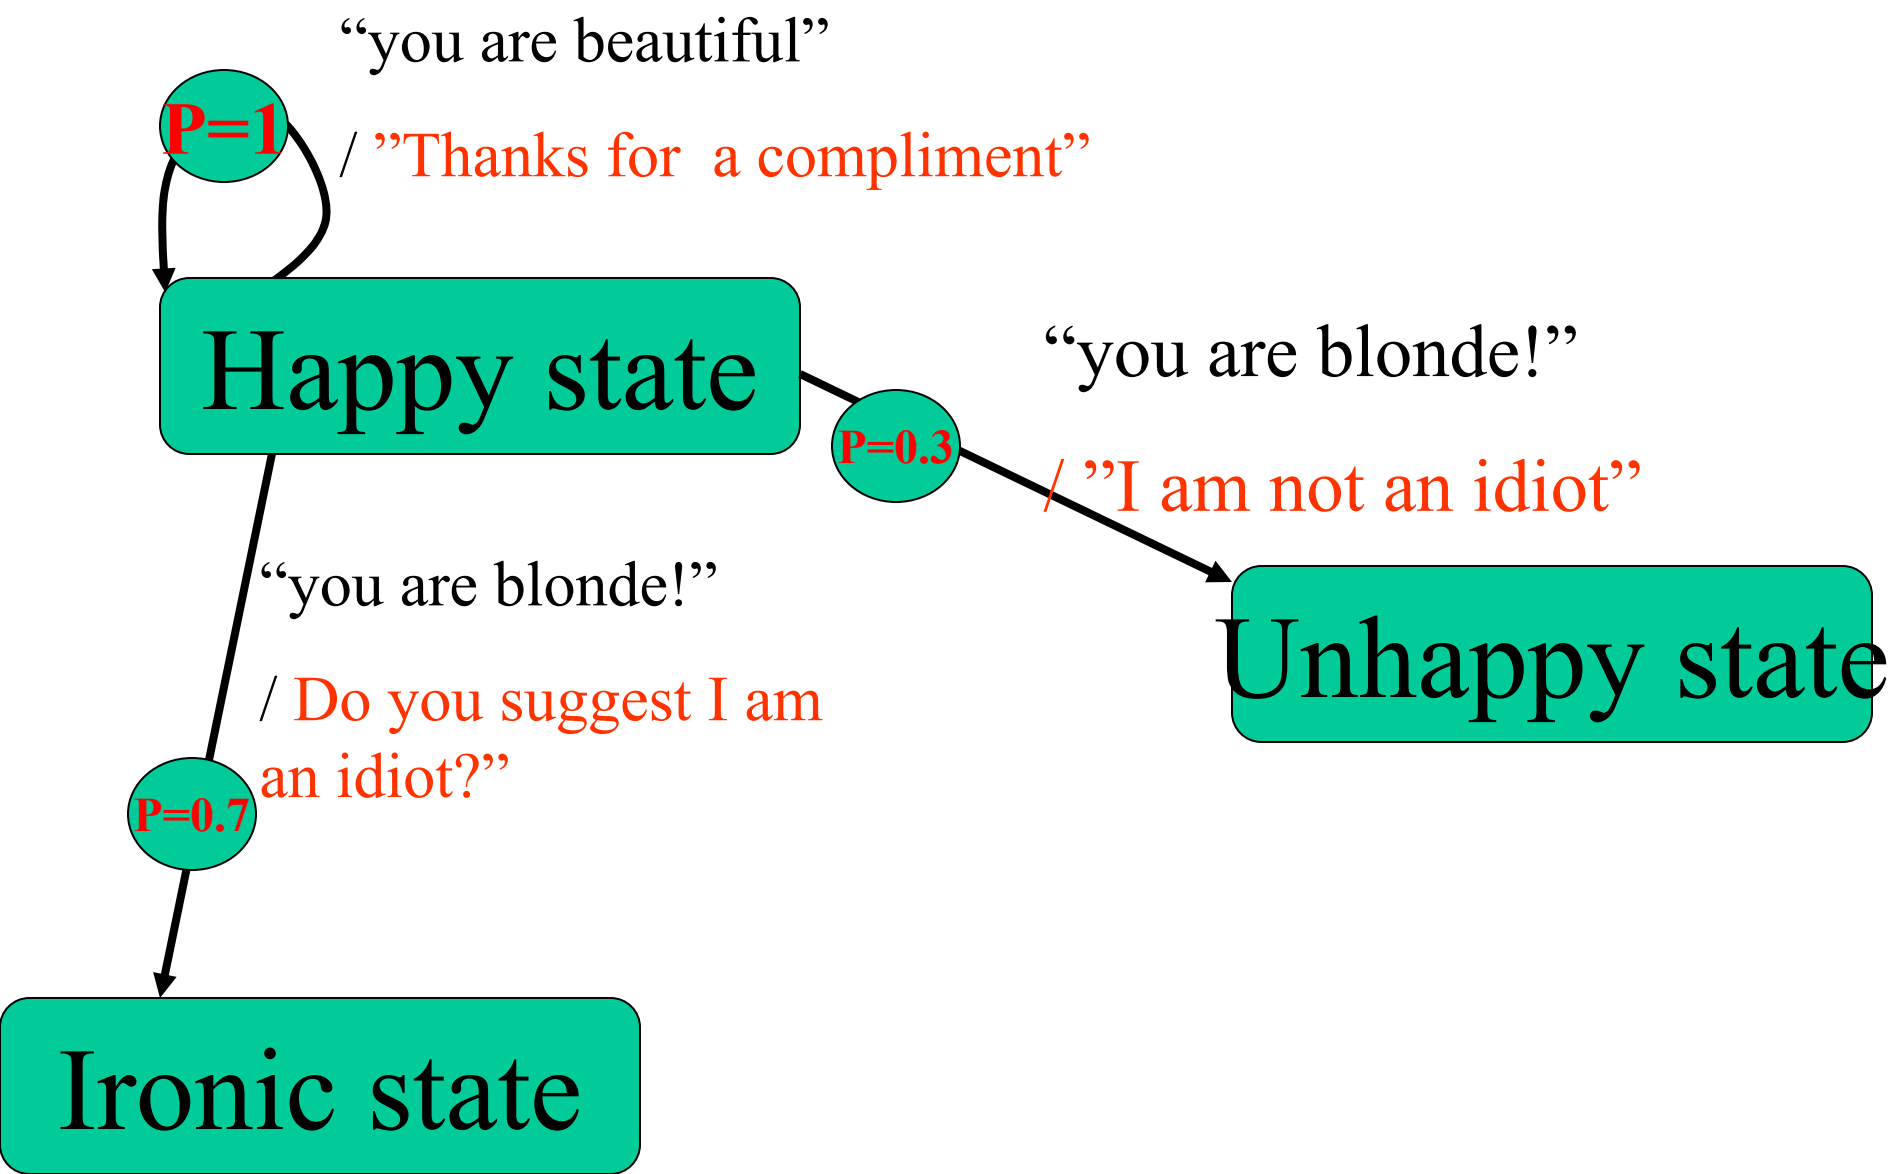 “you are beautiful”
P=1
/ ”Thanks for  a compliment”
Happy state
“you are blonde!”
P=0.3
/ ”I am not an idiot”
“you are blonde!”
Unhappy state
/ Do you suggest I am
an idiot?”
P=0.7
Ironic state